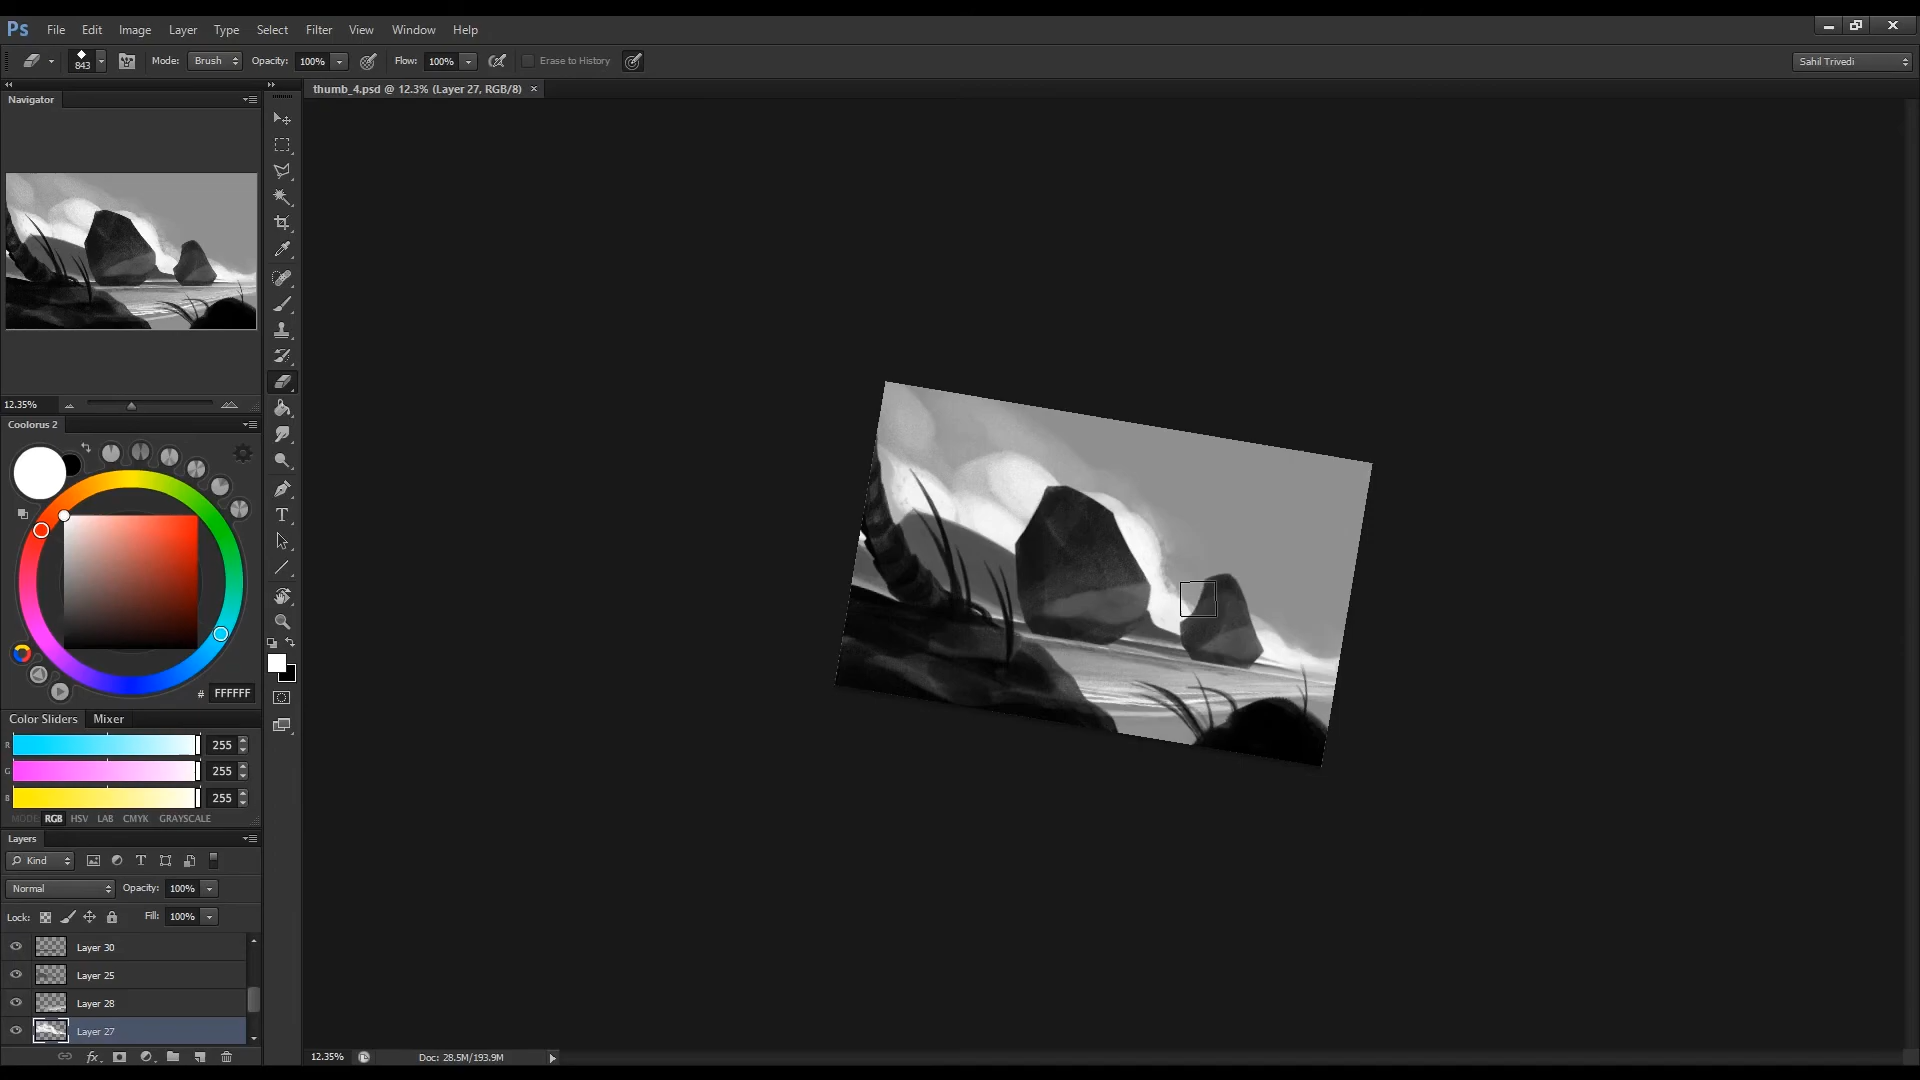 Ps File Edit Image Layer Type Select Filter View Window Help
843 Mode: Brush Opacity: 100% Flow: 100% Erase to History Sahil Trivedi
Navigator
thumb_4.psd @ 12.3% (Layer 27, RGB/8) ×
12.35%
Coolorus 2
# FFFFFF
Color Sliders Mixer
R 255
G 255
B 255
MODE: RGB HSV LAB CMYK GRAYSCALE
Layers
Kind
Normal Opacity: 100%
Lock: Fill: 100%
Layer 30
Layer 25
Layer 28
Layer 27
fx
12.35% Doc: 28.5M/193.9M